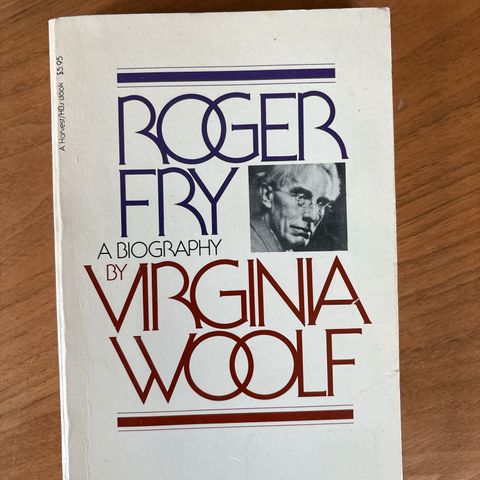 A Harvest/HBJ Book $5.95
ROGER
FRY
A BIOGRAPHY
BY VIRGINIA
WOOLF